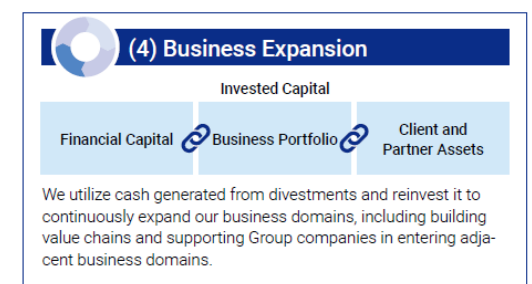 (4) Business Expansion
Invested Capital
Financial Capital
Business Portfolio
Client and
Partner Assets
We utilize cash generated from divestments and reinvest it to
continuously expand our business domains, including building
value chains and supporting Group companies in entering adja-
cent business domains.